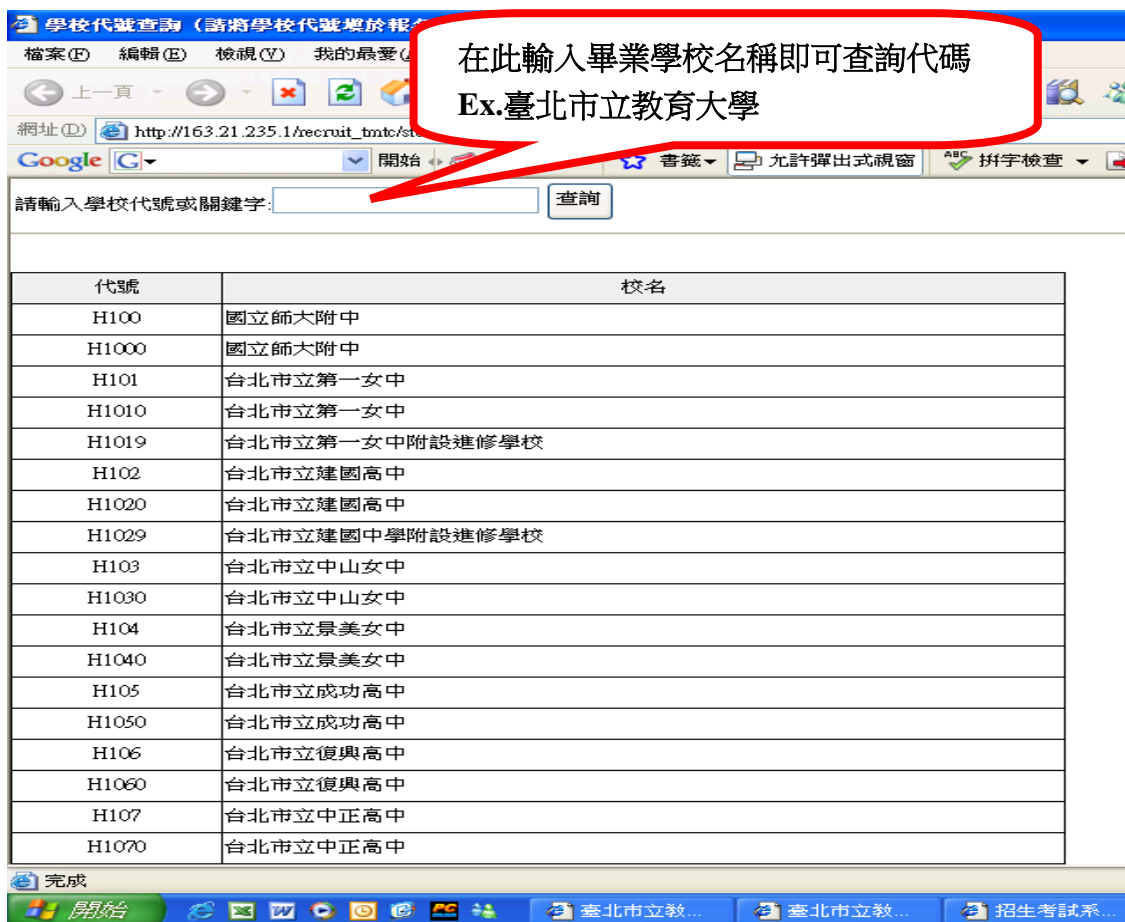 學校代號查詢（請將學校代號填於報名
在此輸入畢業學校名稱即可查詢代碼
Ex.臺北市立教育大學
檔案(F) 編輯(E) 檢視(V) 我的最愛(
上一頁
網址(D) http://163.21.235.1/recruit_tmtc/st
Google G 開始 書籤 允許彈出式視窗 ABC 拼字檢查
請輸入學校代號或關鍵字: 查詢
代號 校名
H100 國立師大附中
H1000 國立師大附中
H101 台北市立第一女中
H1010 台北市立第一女中
H1019 台北市立第一女中附設進修學校
H102 台北市立建國高中
H1020 台北市立建國高中
H1029 台北市立建國中學附設進修學校
H103 台北市立中山女中
H1030 台北市立中山女中
H104 台北市立景美女中
H1040 台北市立景美女中
H105 台北市立成功高中
H1050 台北市立成功高中
H106 台北市立復興高中
H1060 台北市立復興高中
H107 台北市立中正高中
H1070 台北市立中正高中
完成
開始 臺北市立教... 臺北市立教... 招生考試系...